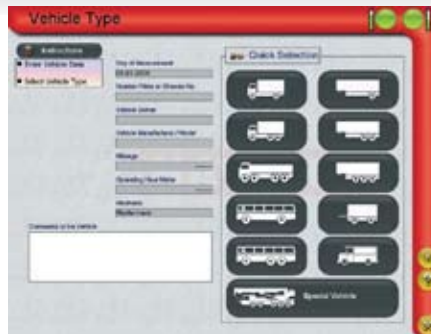 Vehicle Type
Instructions
Enter Vehicle Data
Select Vehicle Type
Day of Measurement
Number Plate or Chassis No.
Vehicle Owner
Vehicle Manufacturer / Model
Mileage
Operating Hour Meter
Comments to the Vehicle
Quick Selection
Special Vehicle